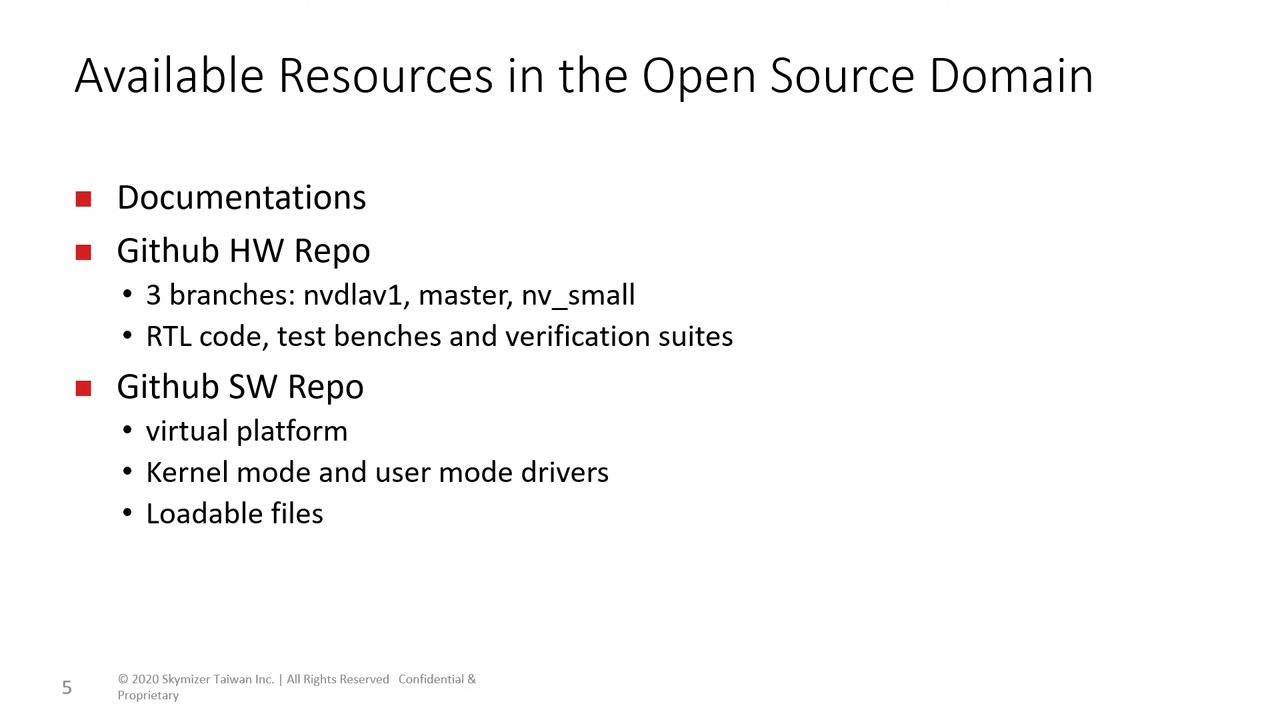 Available Resources in the Open Source Domain
■ Documentations
■ Github HW Repo
• 3 branches: nvdlav1, master, nv_small
• RTL code, test benches and verification suites
■ Github SW Repo
• virtual platform
• Kernel mode and user mode drivers
• Loadable files
5
© 2020 Skymizer Taiwan Inc. | All Rights Reserved Confidential &
Proprietary